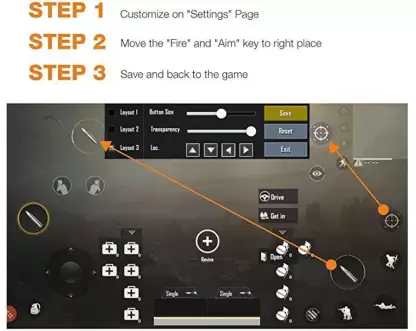 STEP 1 Customize on "Settings" Page
STEP 2 Move the "Fire" and "Aim" key to right place
STEP 3 Save and back to the game
Layout 1 Button Size Save
Layout 2 Transparency Reset
Layout 3 Loc. Exit
Drive
Get in
Open
Revive
Single Single